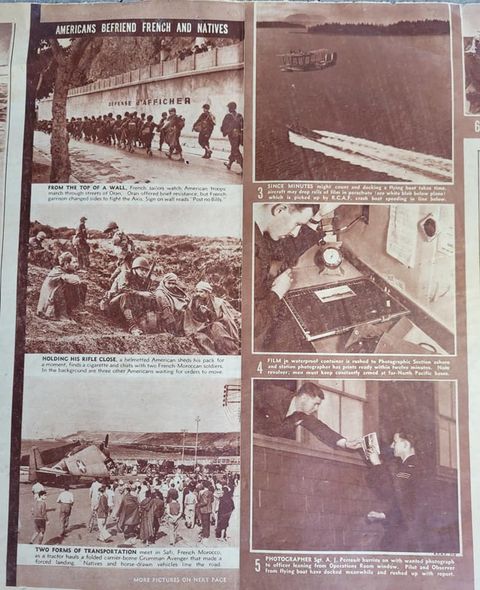 AMERICANS BEFRIEND FRENCH AND NATIVES
DEFENSE D'AFFICHER
FROM THE TOP OF A WALL, French sailors watch American troops
march through streets of Oran. Oran offered brief resistance, but French
garrison changed sides to fight the Axis. Sign on wall reads "Post no Bills."
HOLDING HIS RIFLE CLOSE, a helmetted American sheds his pack for
a moment, finds a cigarette and chats with two French-Moroccan soldiers.
In the background are three other Americans waiting for orders to move.
TWO FORMS OF TRANSPORTATION meet in Safi, French Morocco,
as a tractor hauls a folded carrier-borne Grumman Avenger that made a
forced landing. Natives and horse-drawn vehicles line the road.
MORE PICTURES ON NEXT PAGE
3 SINCE MINUTES might count and docking a flying boat takes time,
aircraft may drop rolls of film in parachute (see white blob below plane)
which is picked up by R.C.A.F. crash boat speeding in line below.
4 FILM in waterproof container is rushed to Photographic Section ashore
and station photographer has prints ready within twelve minutes. Note
revolver; men must keep constantly armed at far-North Pacific bases.
5 PHOTOGRAPHER Sgt. A. J. Perrault hurries on with wanted photograph
to officer leaning from Operations Room window. Pilot and Observer
from flying boat have docked meanwhile and rushed up with report.
6